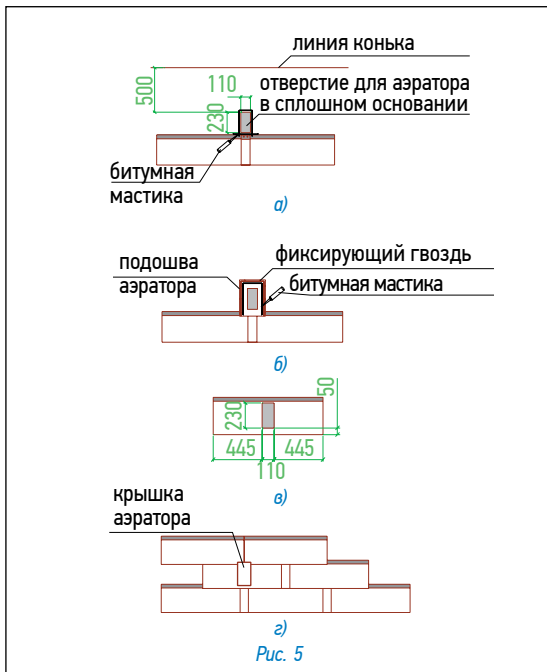 линия конька
500
110
отверстие для аэратора
в сплошном основании
230
битумная
мастика
а)
подошва
аэратора
фиксирующий гвоздь
битумная мастика
б)
230
50
445
110
445
в)
крышка
аэратора
г)
Рис. 5